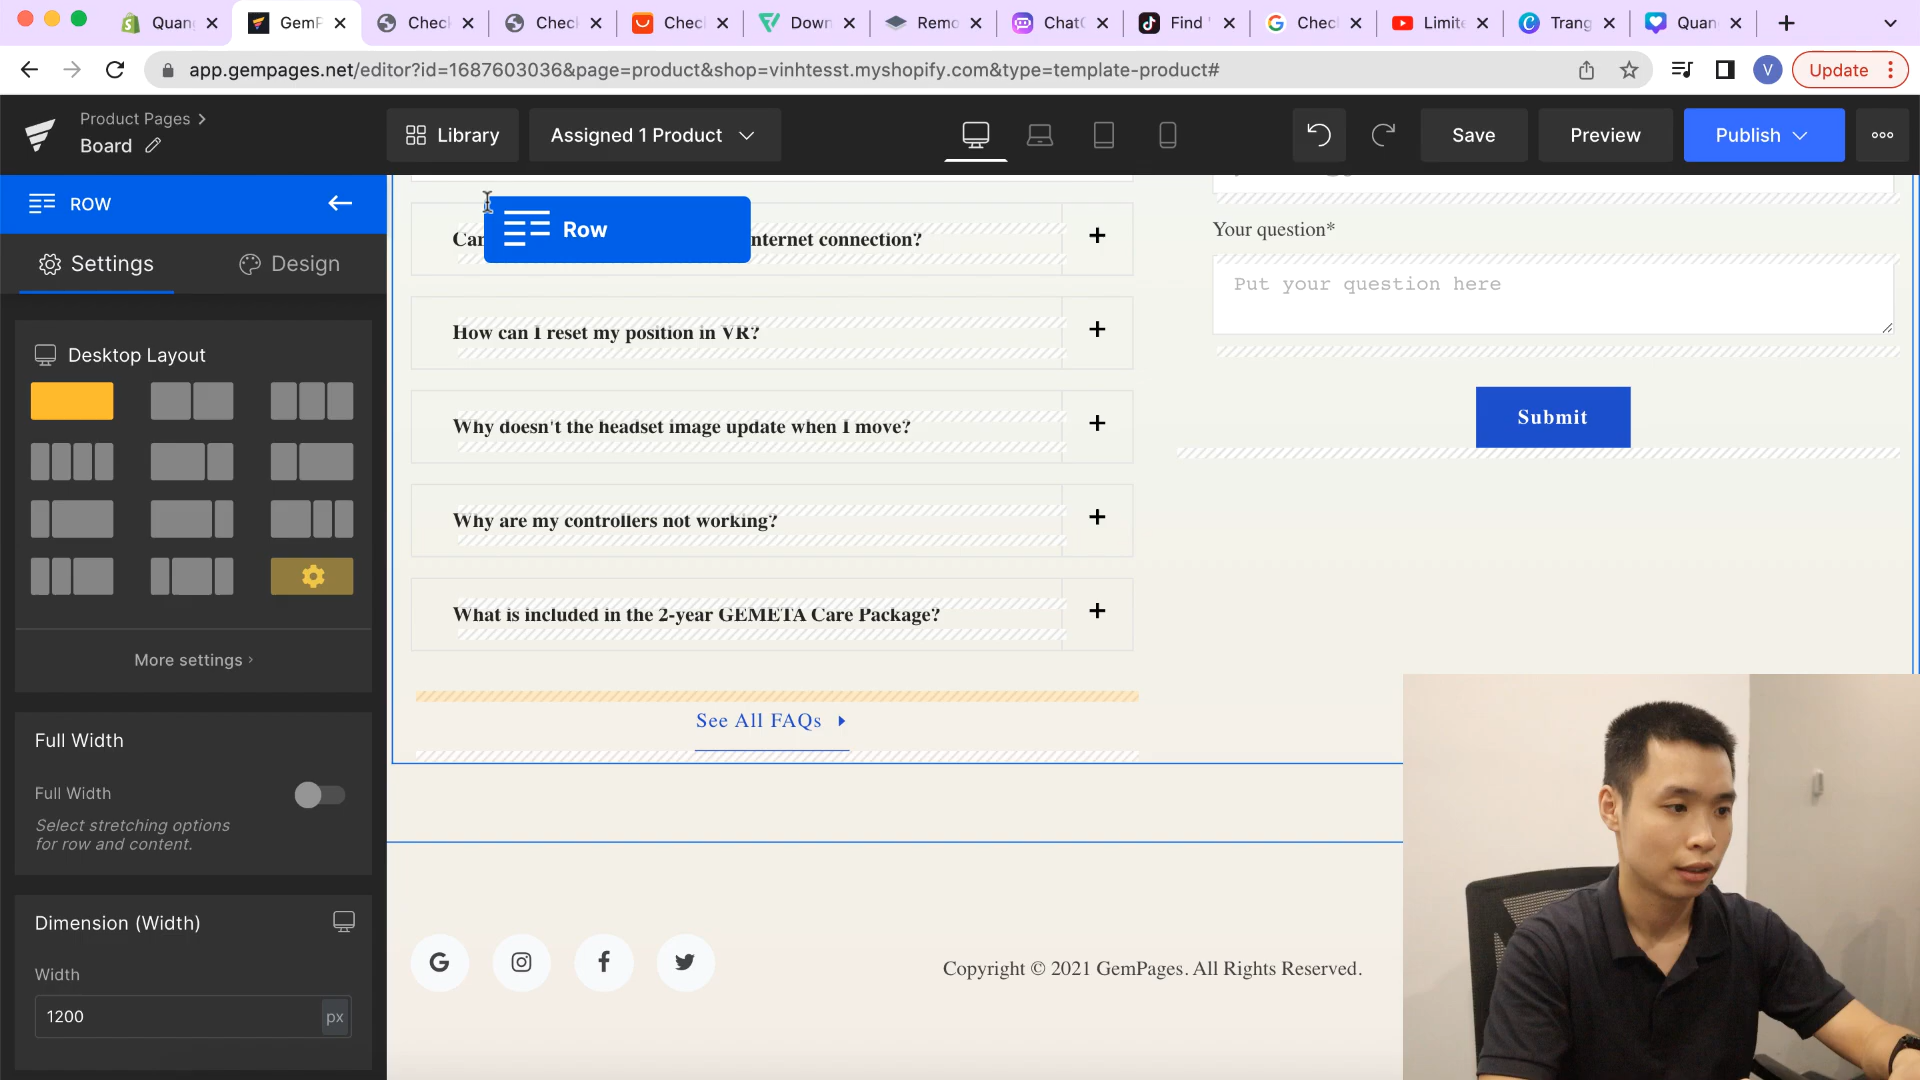 Quan
GemP
Check
Check
Chec
Down
Remo
ChatG
Find
Chec
Limite
Trang
Quan
app.gempages.net/editor?id=1687603036&page=product&shop=vinhtesst.myshopify.com&type=template-product#
V
Update
Product Pages
Board
Library
Assigned 1 Product
Save
Preview
Publish
ROW
Settings
Design
Desktop Layout
More settings
Full Width
Full Width
Select stretching options
for row and content.
Dimension (Width)
Width
1200
px
Row
nternet connection?
How can I reset my position in VR?
Why doesn't the headset image update when I move?
Why are my controllers not working?
What is included in the 2-year GEMETA Care Package?
See All FAQs
Your question*
Put your question here
Submit
Copyright © 2021 GemPages. All Rights Reserved.